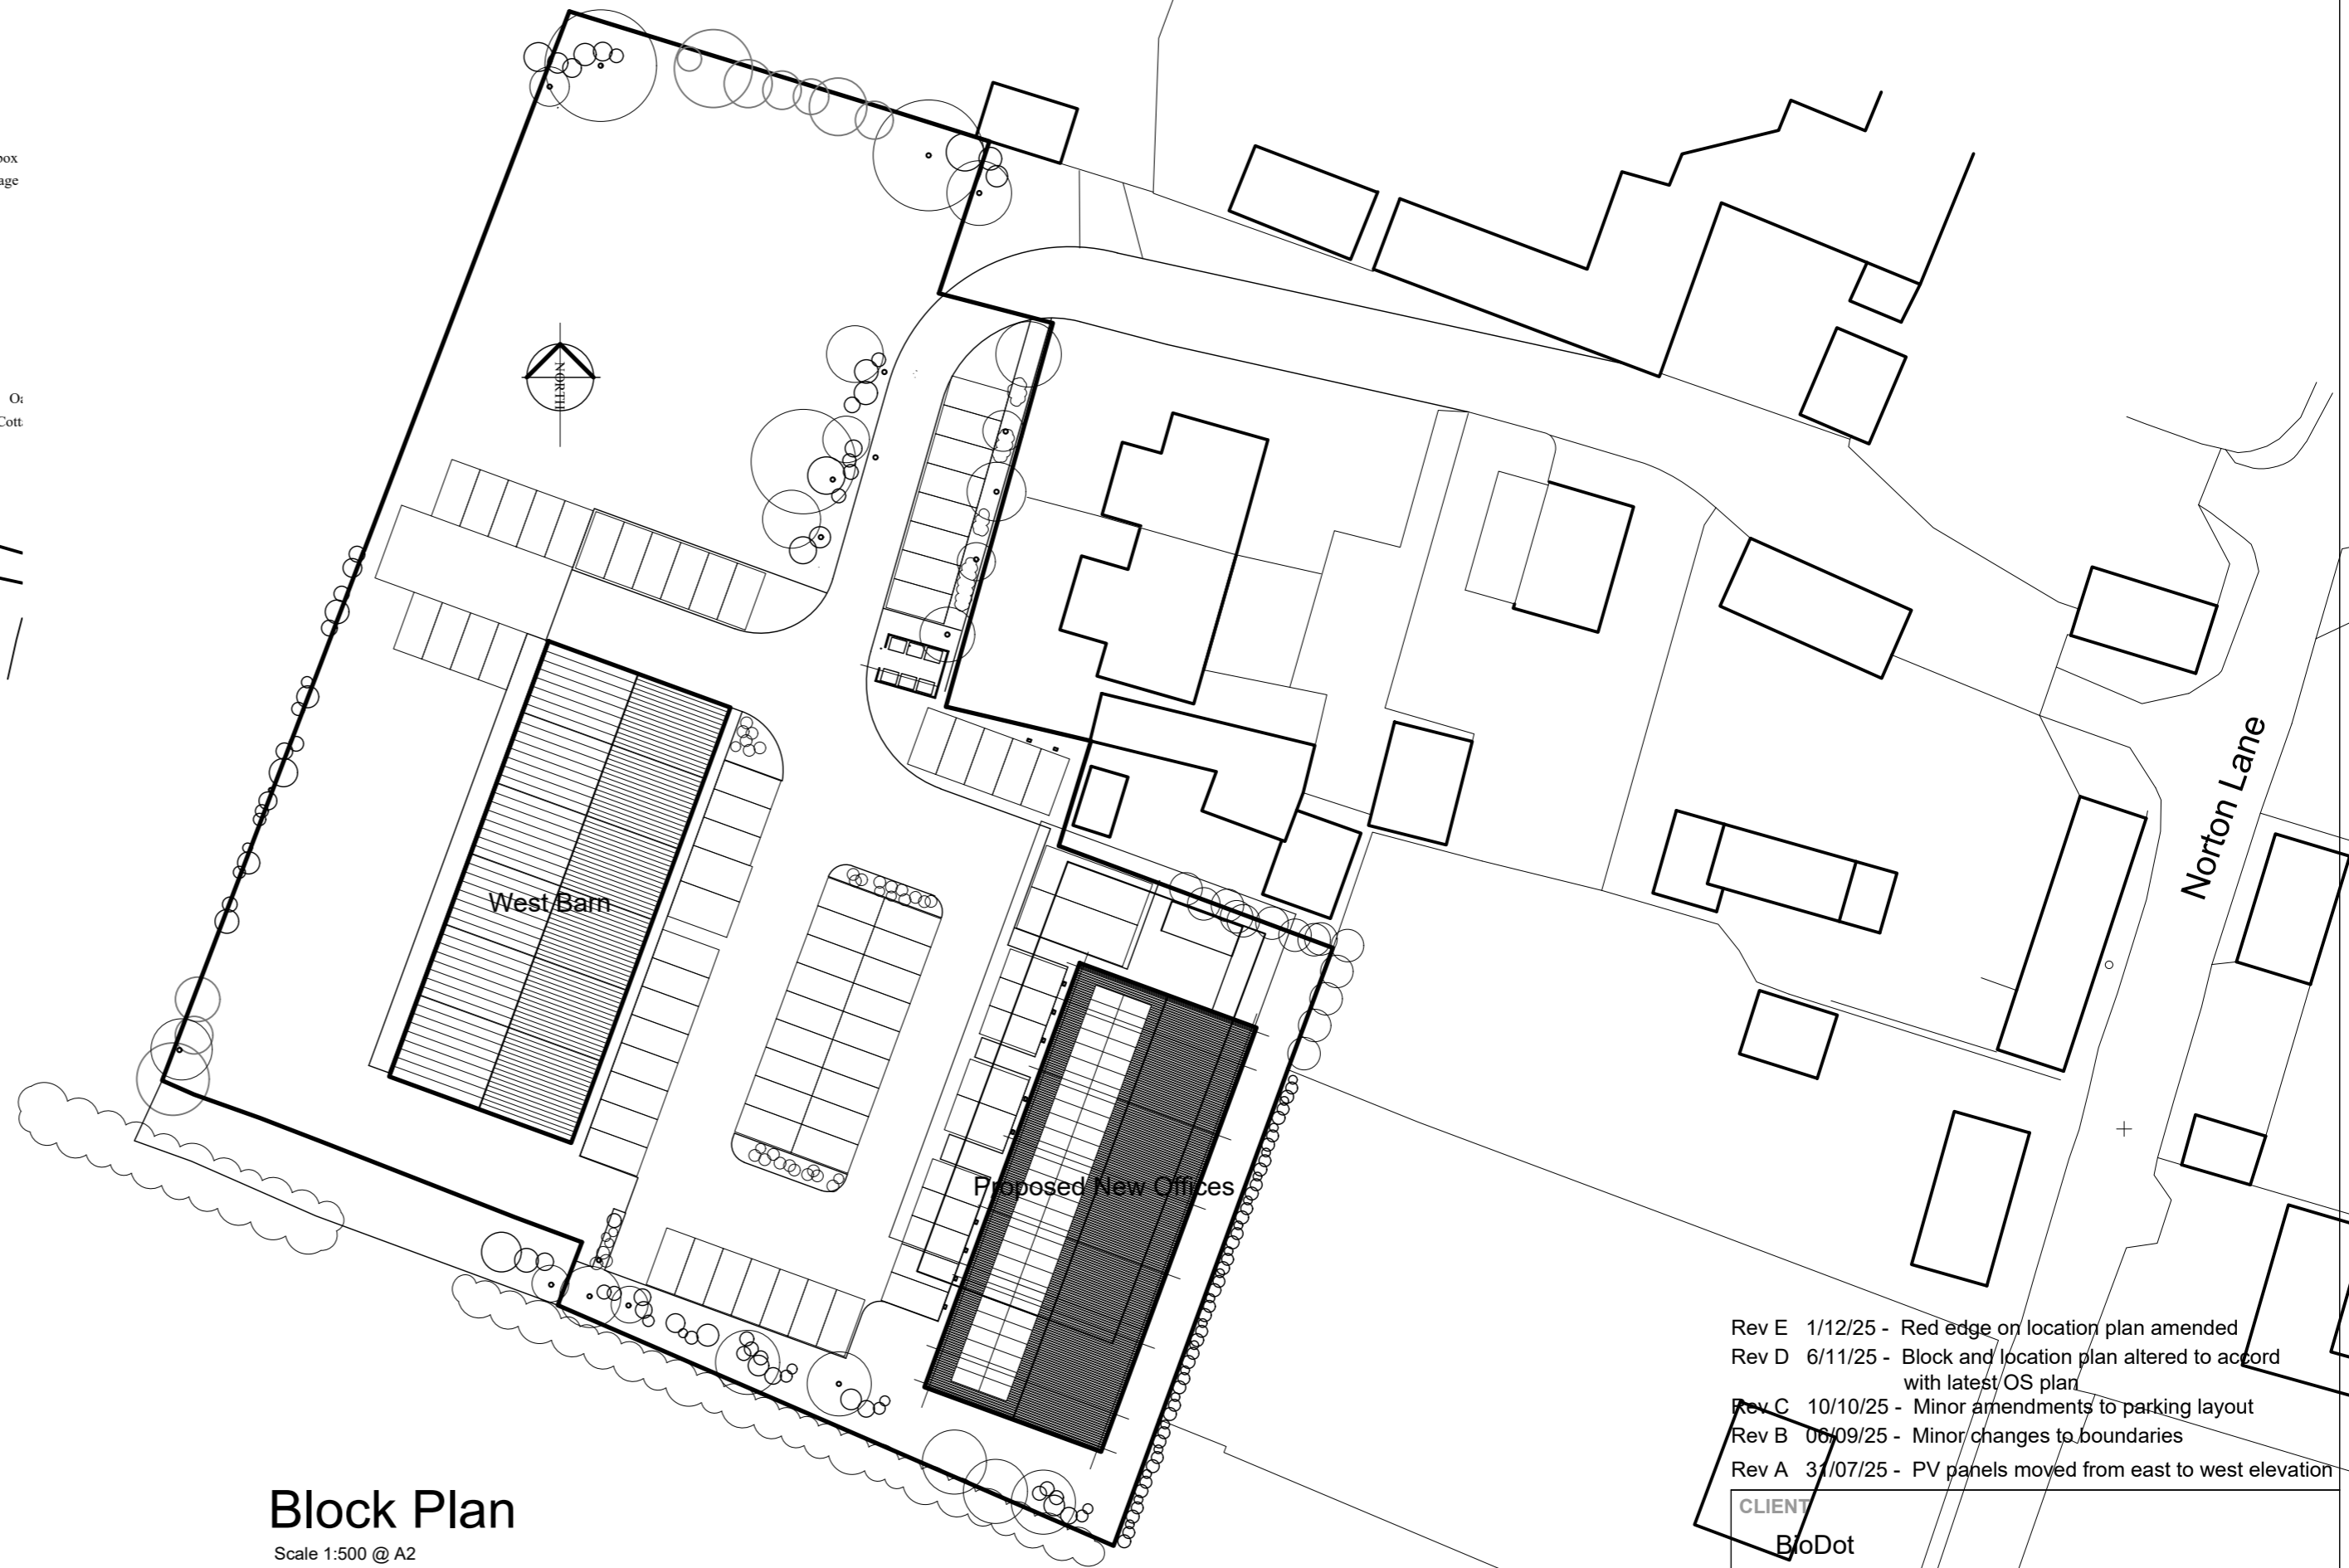 box
age
Cott
NORTH
West Barn
Norton Lane
Proposed New Offices
Rev E 1/12/25 - Red edge on location plan amended
Rev D 6/11/25 - Block and location plan altered to accord
with latest OS plan
Rev C 10/10/25 - Minor amendments to parking layout
Rev B 06/09/25 - Minor changes to boundaries
Rev A 31/07/25 - PV panels moved from east to west elevation
CLIENT
BioDot
Block Plan
Scale 1:500 @ A2